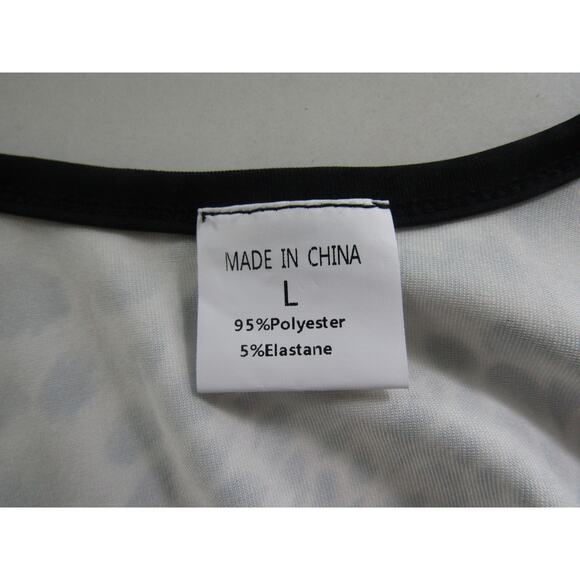 MADE IN CHINA
L
95%Polyester
5%Elastane